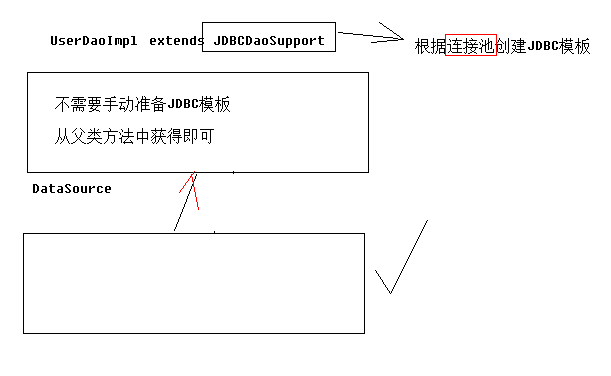 UserDaoImpl extends JDBCDaoSupport
根据连接池创建JDBC模板
不需要手动准备JDBC模板
从父类方法中获得即可
DataSource